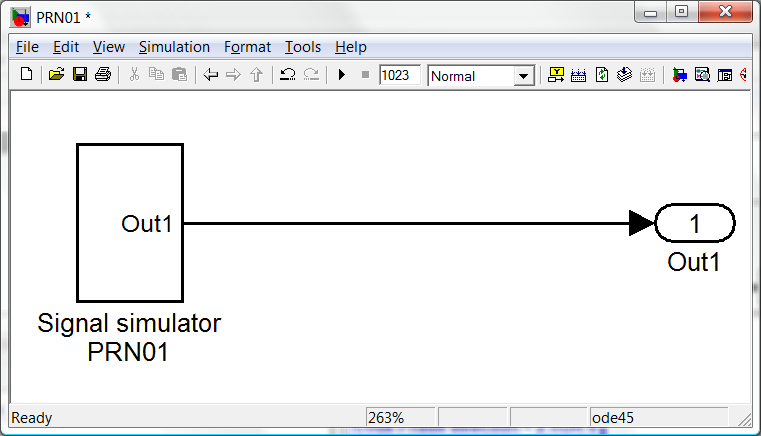 PRN01 *
File Edit View Simulation Format Tools Help
1023 Normal
Out1
1
Out1
Signal simulator
PRN01
Ready 263% ode45